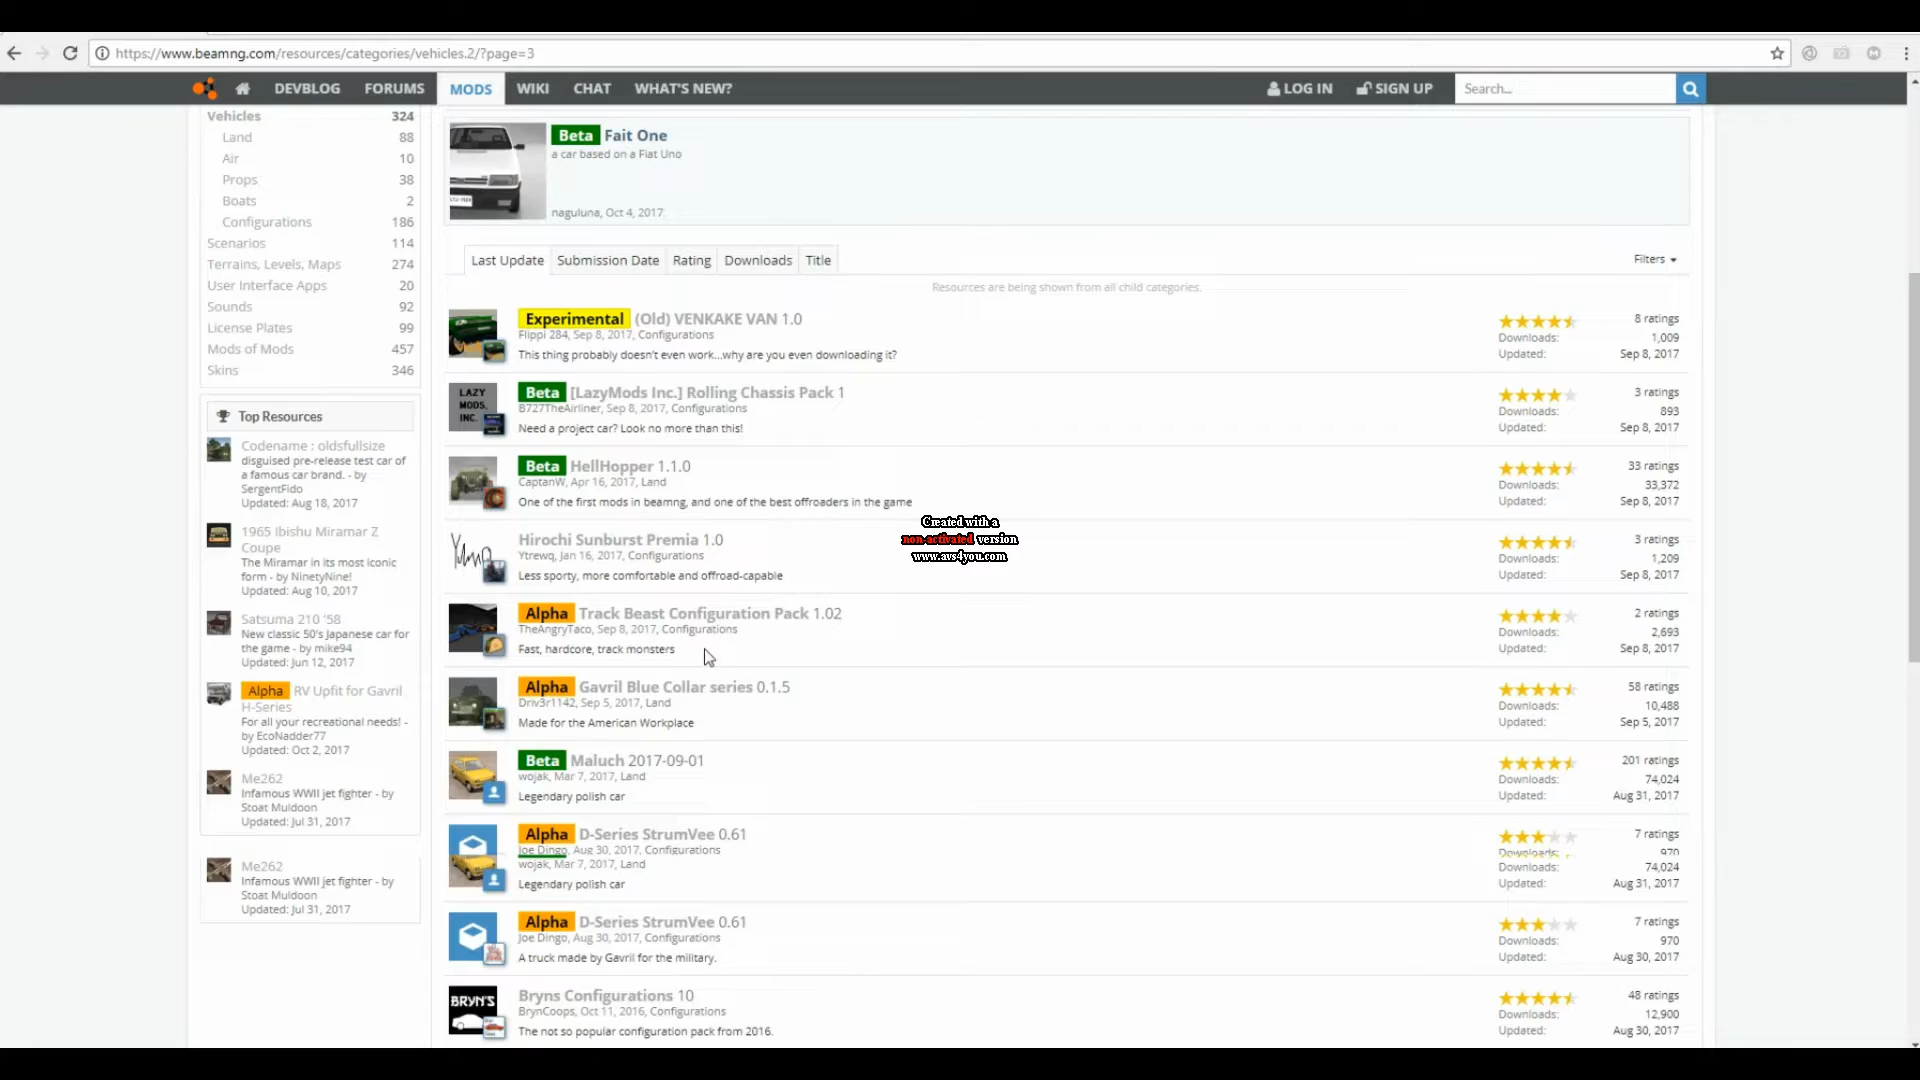 https://www.beamng.com/resources/categories/vehicles.2/?page=3
DEVBLOG FORUMS MODS WIKI CHAT WHAT'S NEW? LOG IN SIGN UP Search...
Vehicles 324
Land 88
Air 10
Props 38
Boats 2
Configurations 186
Scenarios 114
Terrains, Levels, Maps 274
User Interface Apps 20
Sounds 92
License Plates 99
Mods of Mods 457
Skins 346
Top Resources
Codename : oldsfullsize
disguised pre-release test car of
a famous car brand. - by
SergentFido
Updated: Aug 18, 2017
1965 Ibishu Miramar Z
Coupe
The Miramar in its most iconic
form - by NinetyNine!
Updated: Aug 10, 2017
Satsuma 210 '58
New classic 50's Japanese car for
the game - by mike94
Updated: Jun 12, 2017
Alpha RV Upfit for Gavril
H-Series
For all your recreational needs! -
by EcoNadder77
Updated: Oct 2, 2017
Me262
Infamous WWII jet fighter - by
Stoat Muldoon
Updated: Jul 31, 2017
Me262
Infamous WWII jet fighter - by
Stoat Muldoon
Updated: Jul 31, 2017
Beta Fait One
a car based on a Fiat Uno
naguluna, Oct 4, 2017
Last Update Submission Date Rating Downloads Title Filters
Resources are being shown from all child categories.
Experimental (Old) VENKAKE VAN 1.0
Flippi 284, Sep 8, 2017, Configurations
This thing probably doesn't even work...why are you even downloading it?
8 ratings
Downloads: 1,009
Updated: Sep 8, 2017
LAZY
MODS,
INC.
Beta [LazyMods Inc.] Rolling Chassis Pack 1
B727TheAirliner, Sep 8, 2017, Configurations
Need a project car? Look no more than this!
3 ratings
Downloads: 893
Updated: Sep 8, 2017
Beta HellHopper 1.1.0
CaptanW, Apr 16, 2017, Land
One of the first mods in beamng, and one of the best offroaders in the game
33 ratings
Downloads: 33,372
Updated: Sep 8, 2017
Created with a
non-activated version
www.avs4you.com
Hirochi Sunburst Premia 1.0
Ytrewq, Jan 16, 2017, Configurations
Less sporty, more comfortable and offroad-capable
3 ratings
Downloads: 1,209
Updated: Sep 8, 2017
Alpha Track Beast Configuration Pack 1.02
TheAngryTaco, Sep 8, 2017, Configurations
Fast, hardcore, track monsters
2 ratings
Downloads: 2,693
Updated: Sep 8, 2017
Alpha Gavril Blue Collar series 0.1.5
Driv3r1142, Sep 5, 2017, Land
Made for the American Workplace
58 ratings
Downloads: 10,488
Updated: Sep 5, 2017
Beta Maluch 2017-09-01
wojak, Mar 7, 2017, Land
Legendary polish car
201 ratings
Downloads: 74,024
Updated: Aug 31, 2017
Alpha D-Series StrumVee 0.61
Joe Dingo, Aug 30, 2017, Configurations
wojak, Mar 7, 2017, Land
Legendary polish car
7 ratings
Downloads: 970
Downloads: 74,024
Updated: Aug 31, 2017
Alpha D-Series StrumVee 0.61
Joe Dingo, Aug 30, 2017, Configurations
A truck made by Gavril for the military.
7 ratings
Downloads: 970
Updated: Aug 30, 2017
BRYN'S
Bryns Configurations 10
BrynCoops, Oct 11, 2016, Configurations
The not so popular configuration pack from 2016.
48 ratings
Downloads: 12,900
Updated: Aug 30, 2017